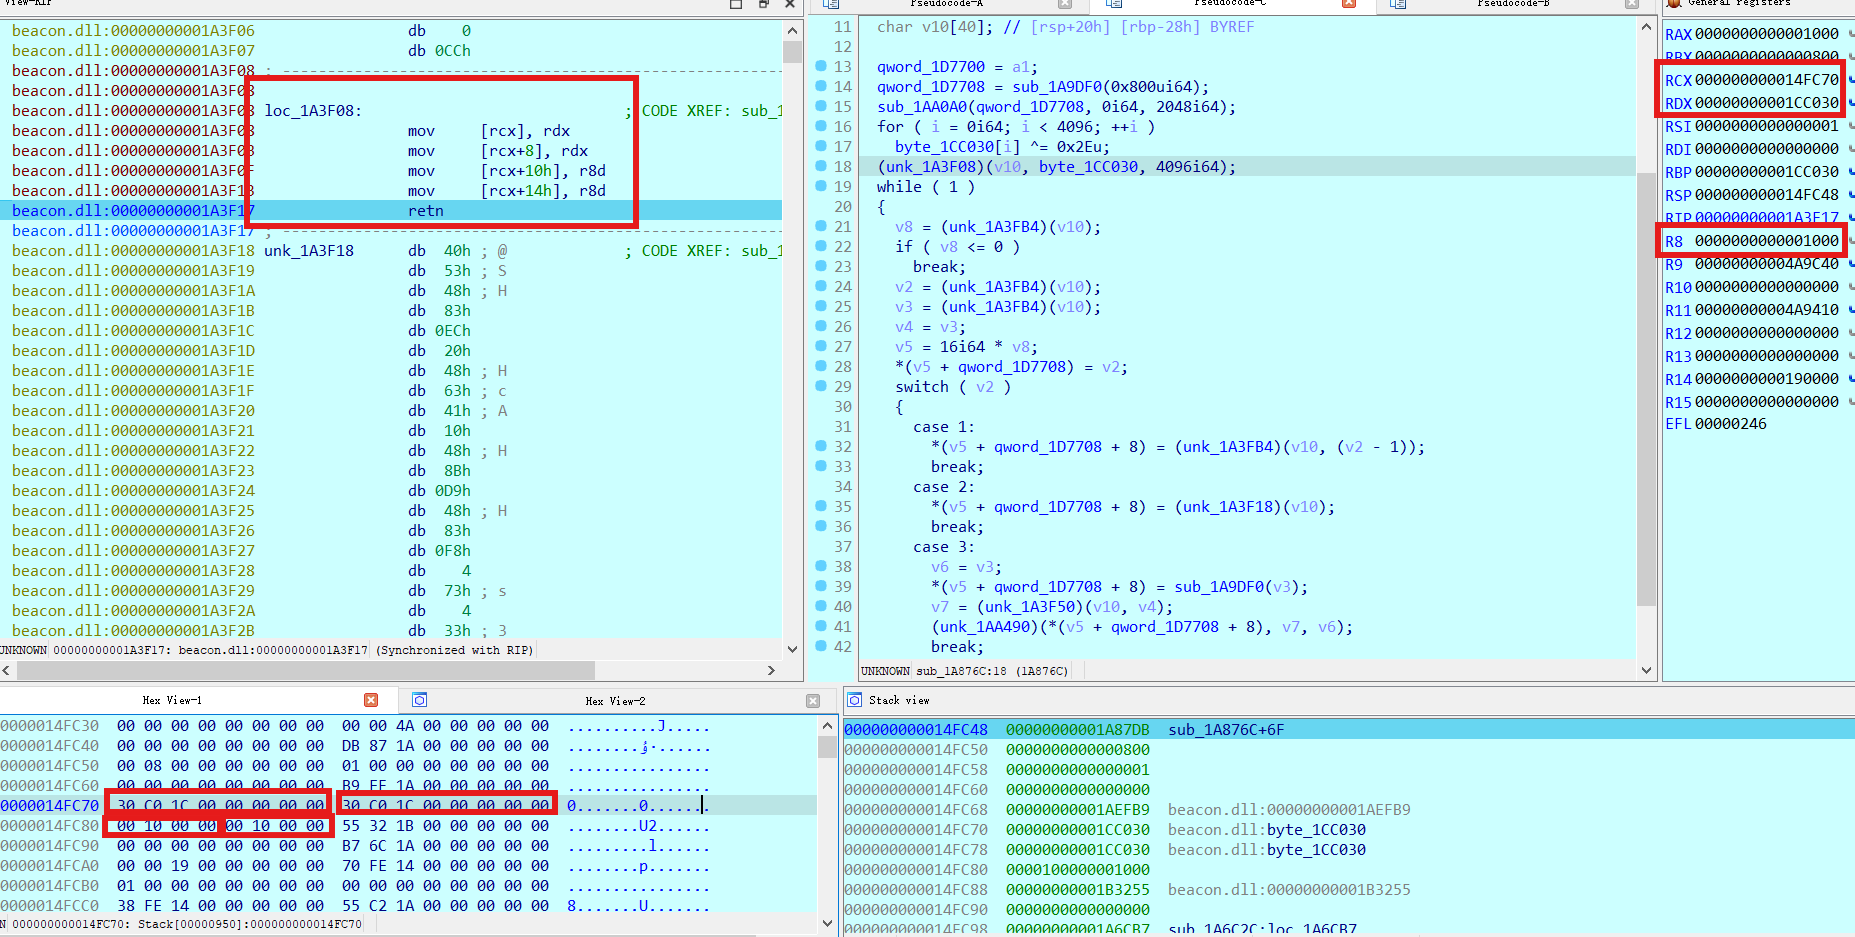 View-RIP
beacon.dll:00000000001A3F06 db 0
beacon.dll:00000000001A3F07 db 0CCh
beacon.dll:00000000001A3F08 ; ---------------------------------------------------------------------------
beacon.dll:00000000001A3F08
beacon.dll:00000000001A3F08 loc_1A3F08: ; CODE XREF: sub_1
beacon.dll:00000000001A3F08 mov [rcx], rdx
beacon.dll:00000000001A3F0B mov [rcx+8], rdx
beacon.dll:00000000001A3F0F mov [rcx+10h], r8d
beacon.dll:00000000001A3F13 mov [rcx+14h], r8d
beacon.dll:00000000001A3F17 retn
beacon.dll:00000000001A3F17 ; ---------------------------------------------------------------------------
beacon.dll:00000000001A3F18 unk_1A3F18 db 40h ; @ ; CODE XREF: sub_1
beacon.dll:00000000001A3F19 db 53h ; S
beacon.dll:00000000001A3F1A db 48h ; H
beacon.dll:00000000001A3F1B db 83h
beacon.dll:00000000001A3F1C db 0ECh
beacon.dll:00000000001A3F1D db 20h
beacon.dll:00000000001A3F1E db 48h ; H
beacon.dll:00000000001A3F1F db 63h ; c
beacon.dll:00000000001A3F20 db 41h ; A
beacon.dll:00000000001A3F21 db 10h
beacon.dll:00000000001A3F22 db 48h ; H
beacon.dll:00000000001A3F23 db 8Bh
beacon.dll:00000000001A3F24 db 0D9h
beacon.dll:00000000001A3F25 db 48h ; H
beacon.dll:00000000001A3F26 db 83h
beacon.dll:00000000001A3F27 db 0F8h
beacon.dll:00000000001A3F28 db 4
beacon.dll:00000000001A3F29 db 73h ; s
beacon.dll:00000000001A3F2A db 4
beacon.dll:00000000001A3F2B db 33h ; 3
UNKNOWN 00000000001A3F17: beacon.dll:00000000001A3F17 (Synchronized with RIP)
Pseudocode-A Pseudocode-C Pseudocode-B
11 char v10[40]; // [rsp+20h] [rbp-28h] BYREF
12
13 qword_1D7700 = a1;
14 qword_1D7708 = sub_1A9DF0(0x800ui64);
15 sub_1AA0A0(qword_1D7708, 0i64, 2048i64);
16 for ( i = 0i64; i < 4096; ++i )
17 byte_1CC030[i] ^= 0x2Eu;
18 (unk_1A3F08)(v10, byte_1CC030, 4096i64);
19 while ( 1 )
20 {
21 v8 = (unk_1A3FB4)(v10);
22 if ( v8 <= 0 )
23 break;
24 v2 = (unk_1A3FB4)(v10);
25 v3 = (unk_1A3FB4)(v10);
26 v4 = v3;
27 v5 = 16i64 * v8;
28 *(v5 + qword_1D7708) = v2;
29 switch ( v2 )
30 {
31 case 1:
32 *(v5 + qword_1D7708 + 8) = (unk_1A3FB4)(v10, (v2 - 1));
33 break;
34 case 2:
35 *(v5 + qword_1D7708 + 8) = (unk_1A3F18)(v10);
36 break;
37 case 3:
38 v6 = v3;
39 *(v5 + qword_1D7708 + 8) = sub_1A9DF0(v3);
40 v7 = (unk_1A3F50)(v10, v4);
41 (unk_1AA490)(*(v5 + qword_1D7708 + 8), v7, v6);
42 break;
UNKNOWN sub_1A876C:18 (1A876C)
General registers
RAX 0000000000001000
RBX 0000000000000800
RCX 000000000014FC70
RDX 00000000001CC030
RSI 0000000000000001
RDI 0000000000000000
RBP 00000000001CC030
RSP 000000000014FC48
RIP 00000000001A3F17
R8 0000000000001000
R9 00000000004A9C40
R10 0000000000000000
R11 00000000004A9410
R12 0000000000000000
R13 0000000000000000
R14 0000000000190000
R15 0000000000000000
EFL 00000246
Hex View-1 Hex View-2
0000014FC30 00 00 00 00 00 00 00 00 00 00 4A 00 00 00 00 00 ..........J.....
0000014FC40 00 00 00 00 00 00 00 00 DB 87 1A 00 00 00 00 00
0000014FC50 00 08 00 00 00 00 00 00 01 00 00 00 00 00 00 00 ................
0000014FC60 00 00 00 00 00 00 00 00 B9 EF 1A 00 00 00 00 00
0000014FC70 30 C0 1C 00 00 00 00 00 30 C0 1C 00 00 00 00 00 0.......0.......
0000014FC80 00 10 00 00 00 10 00 00 55 32 1B 00 00 00 00 00 ........U2......
0000014FC90 00 00 00 00 00 00 00 00 B7 6C 1A 00 00 00 00 00 .........l......
0000014FCA0 00 00 19 00 00 00 00 00 70 FE 14 00 00 00 00 00 ........p.......
0000014FCB0 01 00 00 00 00 00 00 00 00 00 00 00 00 00 00 00 ................
0000014FCC0 38 FE 14 00 00 00 00 00 55 C2 1A 00 00 00 00 00 8.......U.......
N 000000000014FC70: Stack[00000950]:000000000014FC70
Stack view
000000000014FC48 00000000001A87DB sub_1A876C+6F
000000000014FC50 0000000000000800
000000000014FC58 0000000000000001
000000000014FC60 0000000000000000
000000000014FC68 00000000001AEFB9 beacon.dll:00000000001AEFB9
000000000014FC70 00000000001CC030 beacon.dll:byte_1CC030
000000000014FC78 00000000001CC030 beacon.dll:byte_1CC030
000000000014FC80 0000100000001000
000000000014FC88 00000000001B3255 beacon.dll:00000000001B3255
000000000014FC90 0000000000000000
000000000014FC98 00000000001A6CB7 sub_1A6C2C:loc_1A6CB7